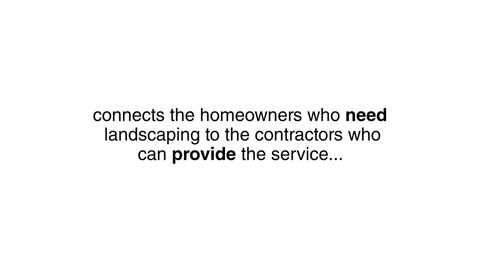 connects the homeowners who need
landscaping to the contractors who
can provide the service...